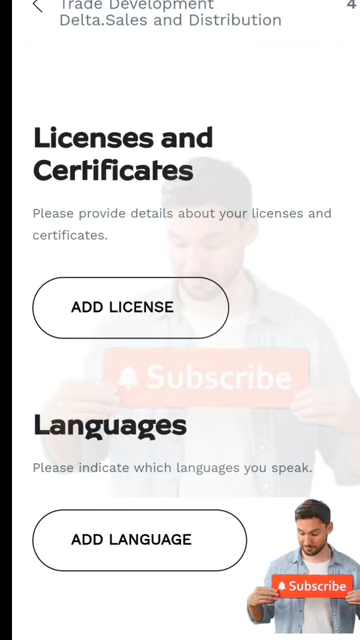 Trade Development
Delta.Sales and Distribution
4
Licenses and
Certificates
Please provide details about your licenses and
certificates.
ADD LICENSE
Subscribe
Languages
Please indicate which languages you speak.
ADD LANGUAGE
Subscribe